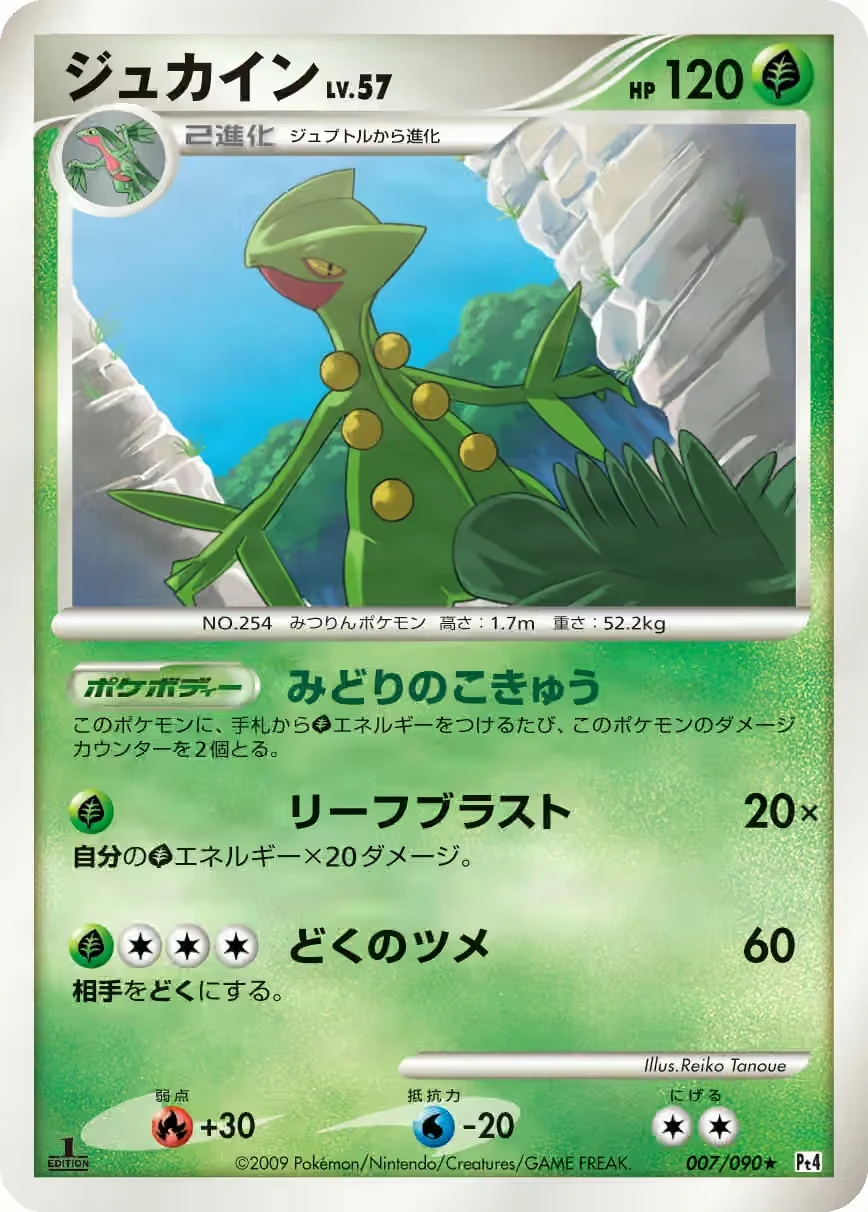 ジュカイン LV.57 HP 120
2進化 ジュプトルから進化
NO.254 みつりんポケモン 高さ：1.7m 重さ：52.2kg
ポケボディー みどりのこきゅう
このポケモンに、手札からエネルギーをつけるたび、このポケモンのダメージ
カウンターを2個とる。
リーフブラスト 20×
自分のエネルギー×20ダメージ。
どくのツメ 60
相手をどくにする。
Illus.Reiko Tanoue
弱点 抵抗力 にげる
+30 -20
1 EDITION ©2009 Pokémon/Nintendo/Creatures/GAME FREAK. 007/090★ Pt4